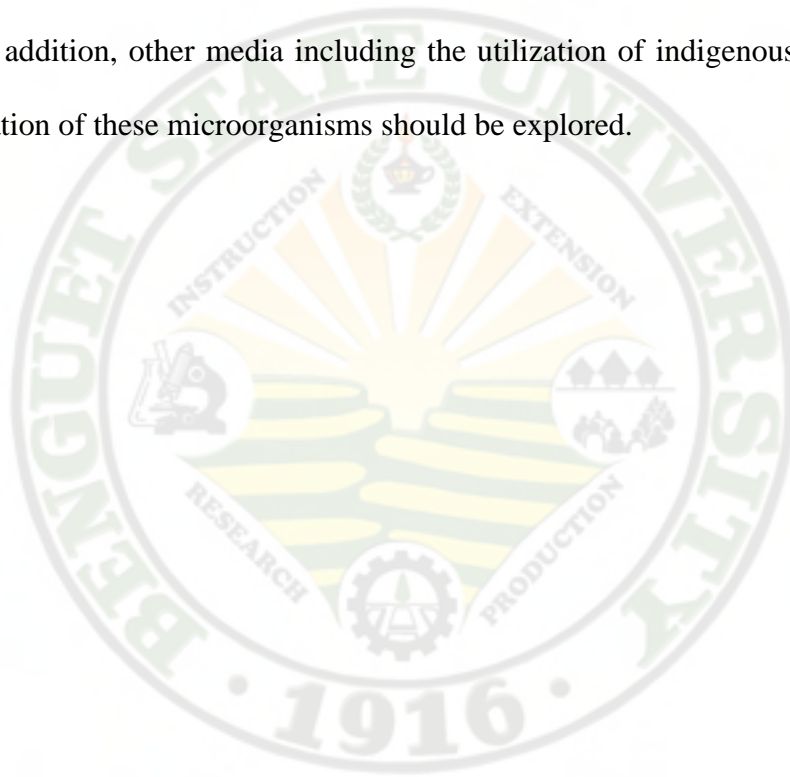 addition, other media including the utilization of indigenous
ation of these microorganisms should be explored.
BENGUET STATE UNIVERSITY
INSTRUCTION
EXTENSION
RESEARCH
PRODUCTION
· 1916 ·